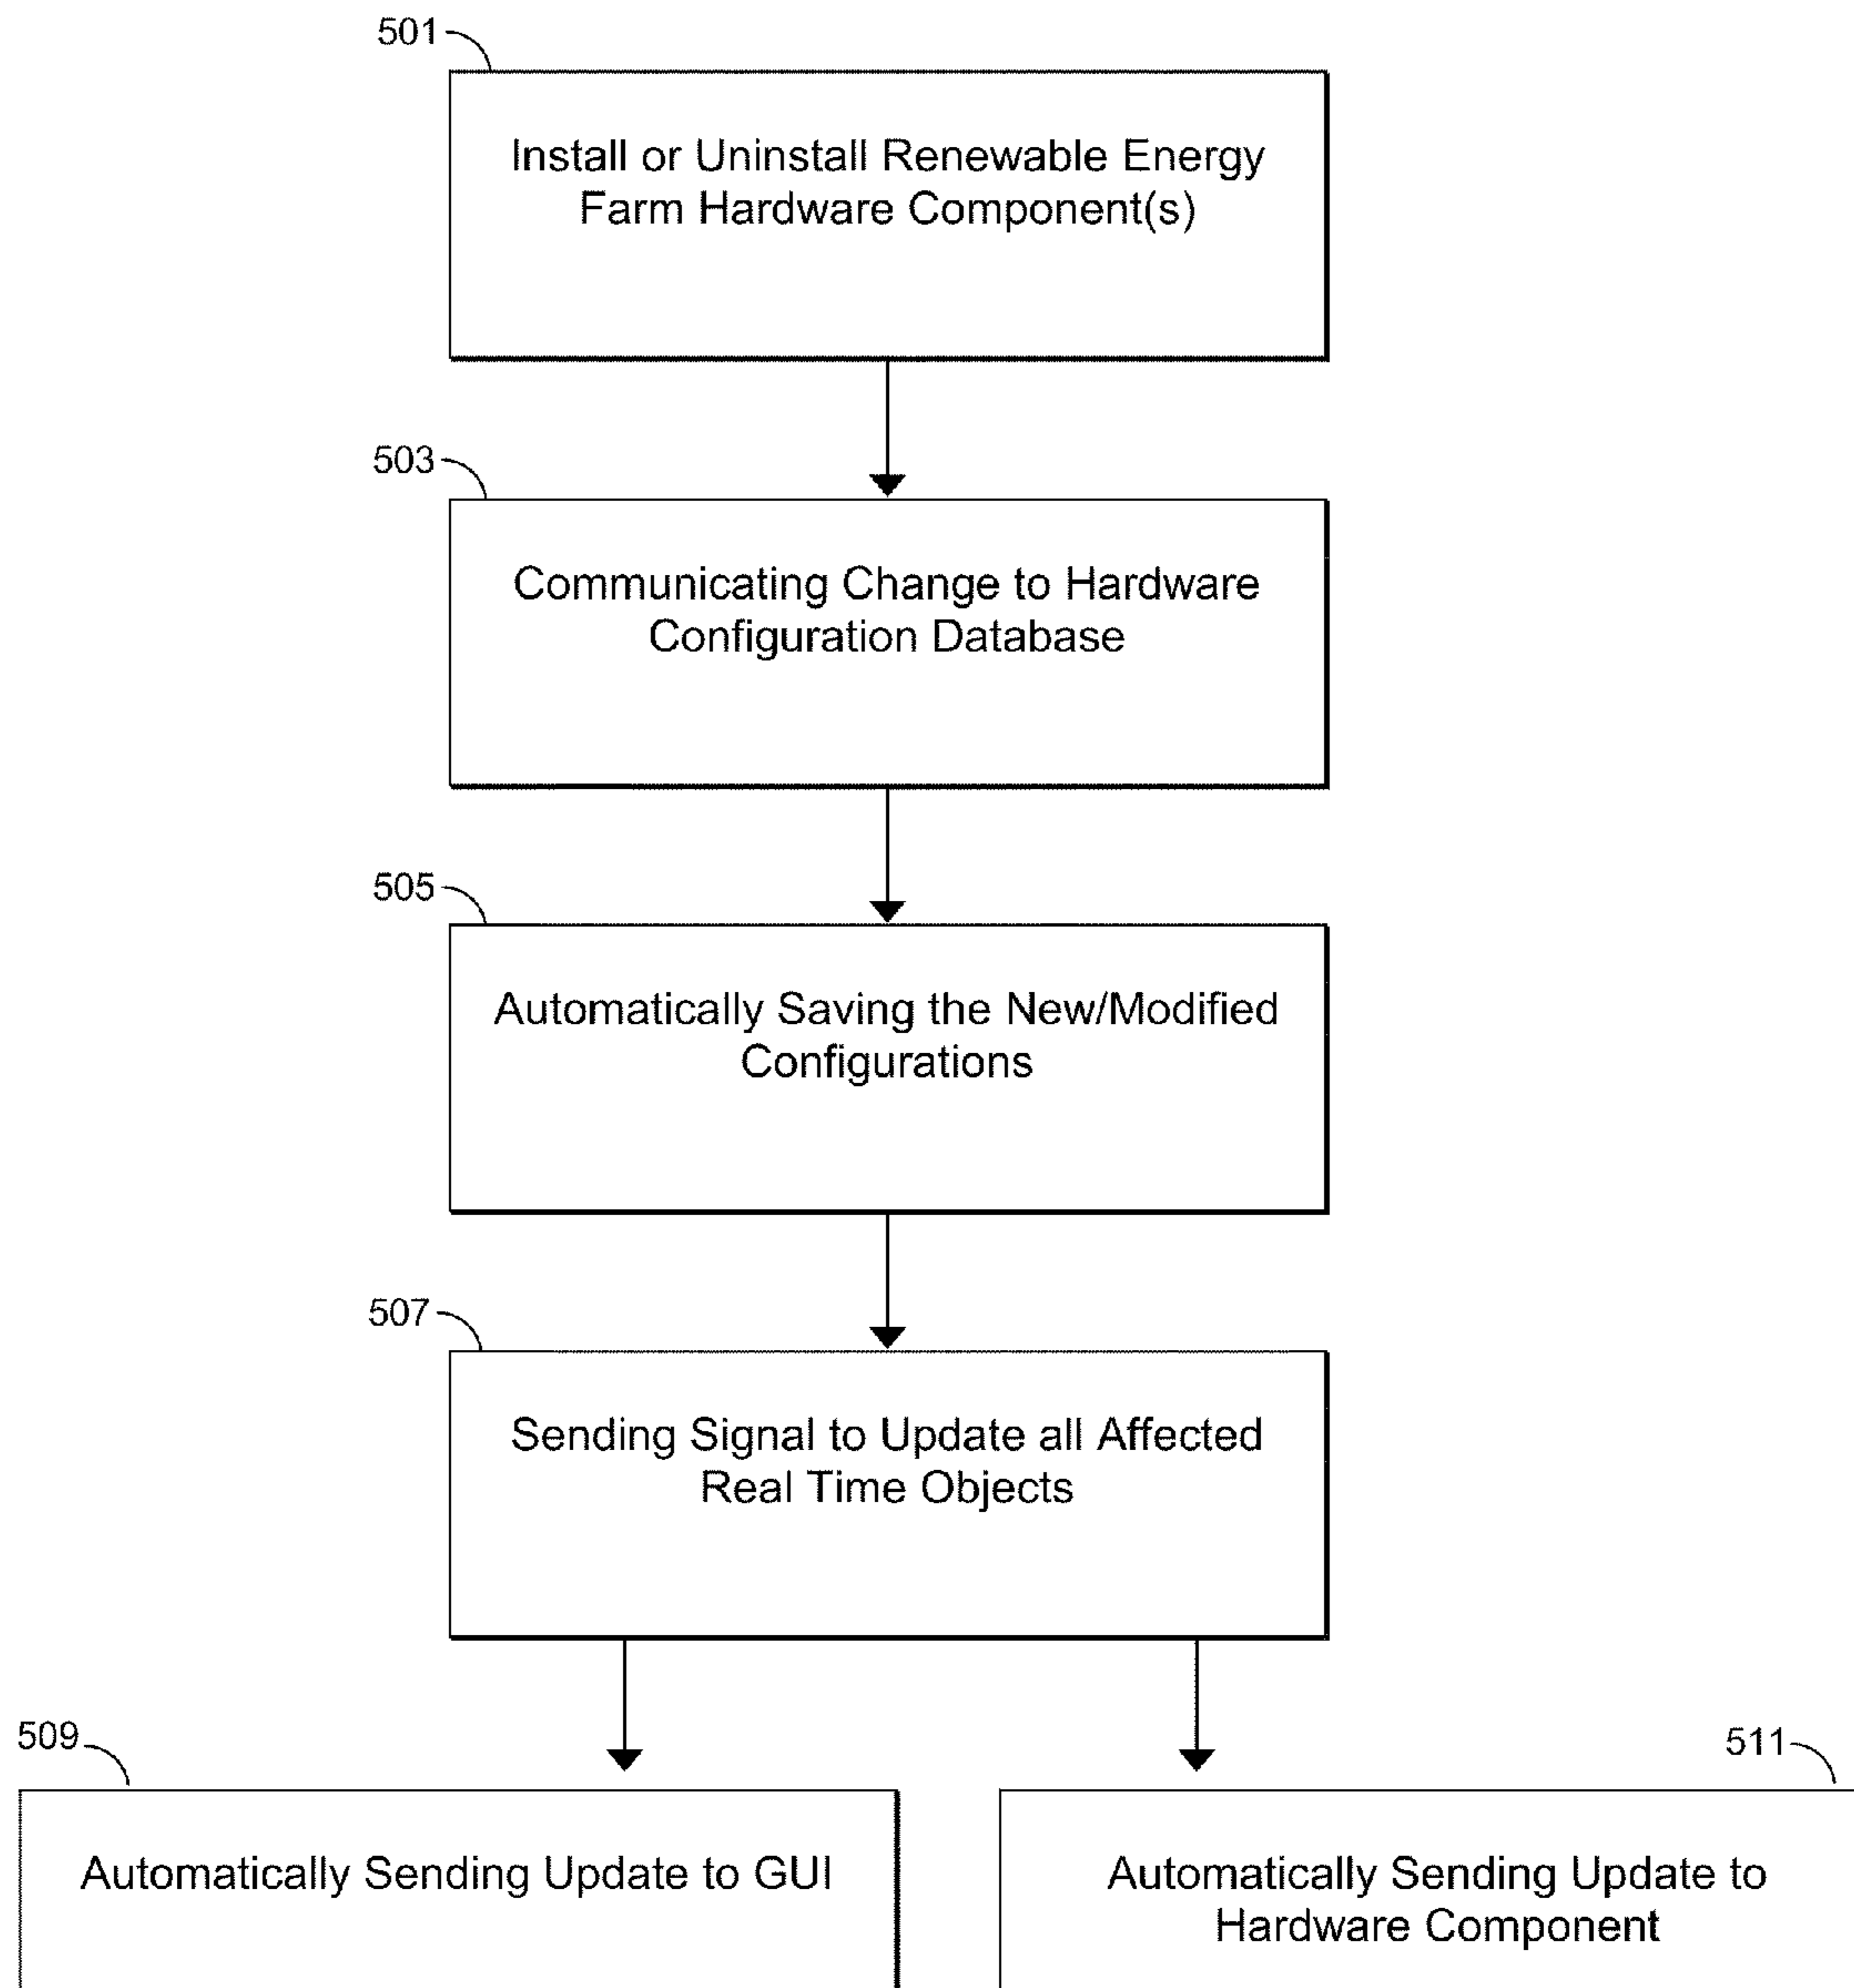 501
Install or Uninstall Renewable Energy
Farm Hardware Component(s)
503
Communicating Change to Hardware
Configuration Database
505
Automatically Saving the New/Modified
Configurations
507
Sending Signal to Update all Affected
Real Time Objects
509
Automatically Sending Update to GUI
511
Automatically Sending Update to
Hardware Component